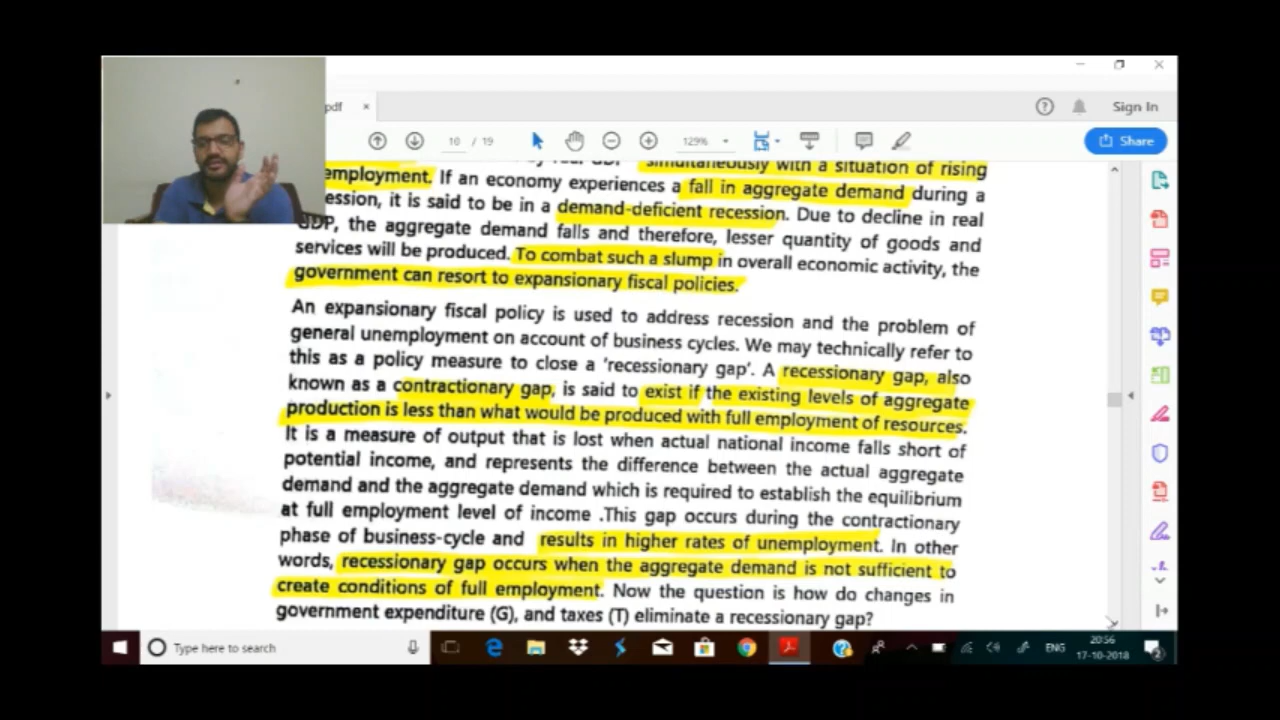 pdf
Sign In
10 / 19
129%
Share
simultaneously with a situation of rising
employment. If an economy experiences a fall in aggregate demand during a
ession, it is said to be in a demand-deficient recession. Due to decline in real
GDP, the aggregate demand falls and therefore, lesser quantity of goods and
services will be produced. To combat such a slump in overall economic activity, the
government can resort to expansionary fiscal policies.
An expansionary fiscal policy is used to address recession and the problem of
general unemployment on account of business cycles. We may technically refer to
this as a policy measure to close a 'recessionary gap'. A recessionary gap, also
known as a contractionary gap, is said to exist if the existing levels of aggregate
production is less than what would be produced with full employment of resources.
It is a measure of output that is lost when actual national income falls short of
potential income, and represents the difference between the actual aggregate
demand and the aggregate demand which is required to establish the equilibrium
at full employment level of income .This gap occurs during the contractionary
phase of business-cycle and results in higher rates of unemployment. In other
words, recessionary gap occurs when the aggregate demand is not sufficient to
create conditions of full employment. Now the question is how do changes in
government expenditure (G), and taxes (T) eliminate a recessionary gap?
Type here to search
ENG
20:56
17-10-2018